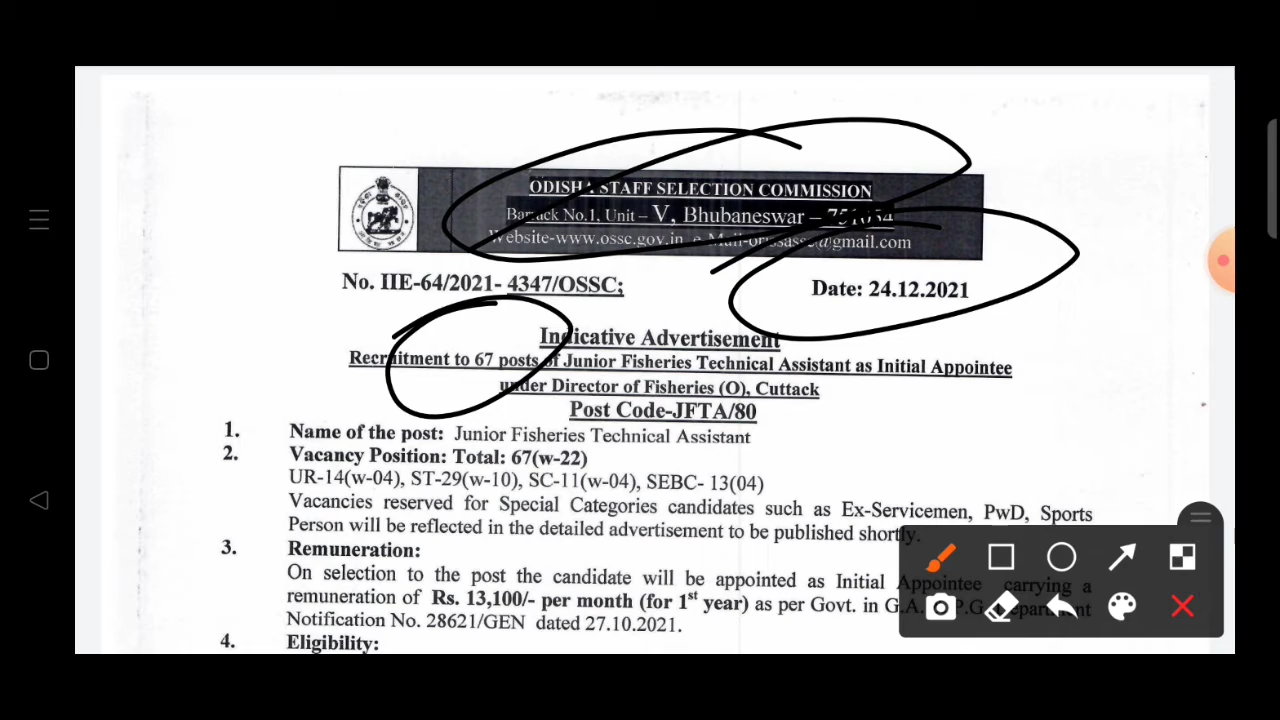 ODISHA STAFF SELECTION COMMISSION
Barrack No.1, Unit – V, Bhubaneswar – 751054
Website-www.ossc.gov.in, e-Mail-orissassc@gmail.com
No. IIE-64/2021- 4347/OSSC;
Date: 24.12.2021
Indicative Advertisement
Recruitment to 67 posts of Junior Fisheries Technical Assistant as Initial Appointee
under Director of Fisheries (O), Cuttack
Post Code-JFTA/80
1. Name of the post: Junior Fisheries Technical Assistant
2. Vacancy Position: Total: 67(w-22)
UR-14(w-04), ST-29(w-10), SC-11(w-04), SEBC- 13(04)
Vacancies reserved for Special Categories candidates such as Ex-Servicemen, PwD, Sports
Person will be reflected in the detailed advertisement to be published shortly.
3. Remuneration:
On selection to the post the candidate will be appointed as Initial Appointee carrying a
remuneration of Rs. 13,100/- per month (for 1st year) as per Govt. in G.A.
Notification No. 28621/GEN dated 27.10.2021.
4. Eligibility: